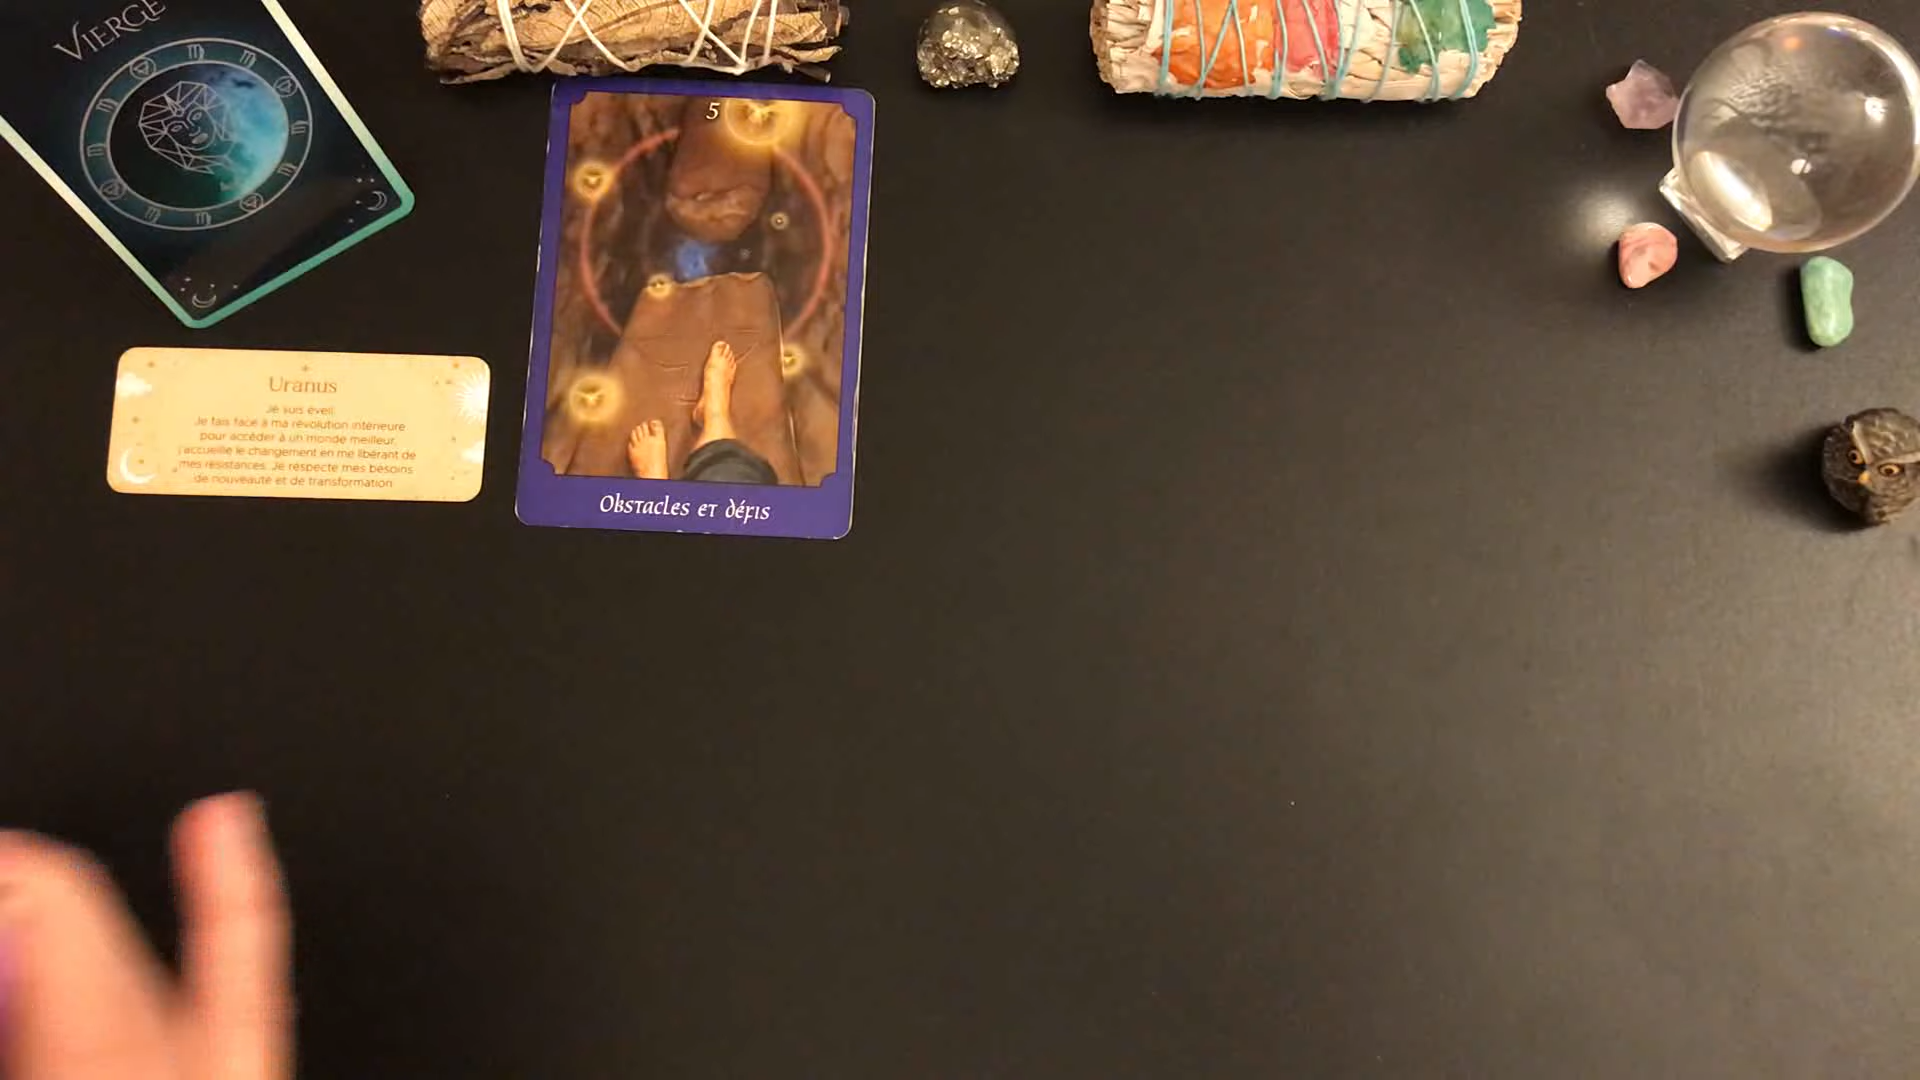 VIERGE
5
Uranus
Je suis éveil.
Je fais face à ma révolution intérieure
pour accéder à un monde meilleur.
J'accueille le changement en me libérant de
mes résistances. Je respecte mes besoins
de nouveauté et de transformation.
Obstacles et défis